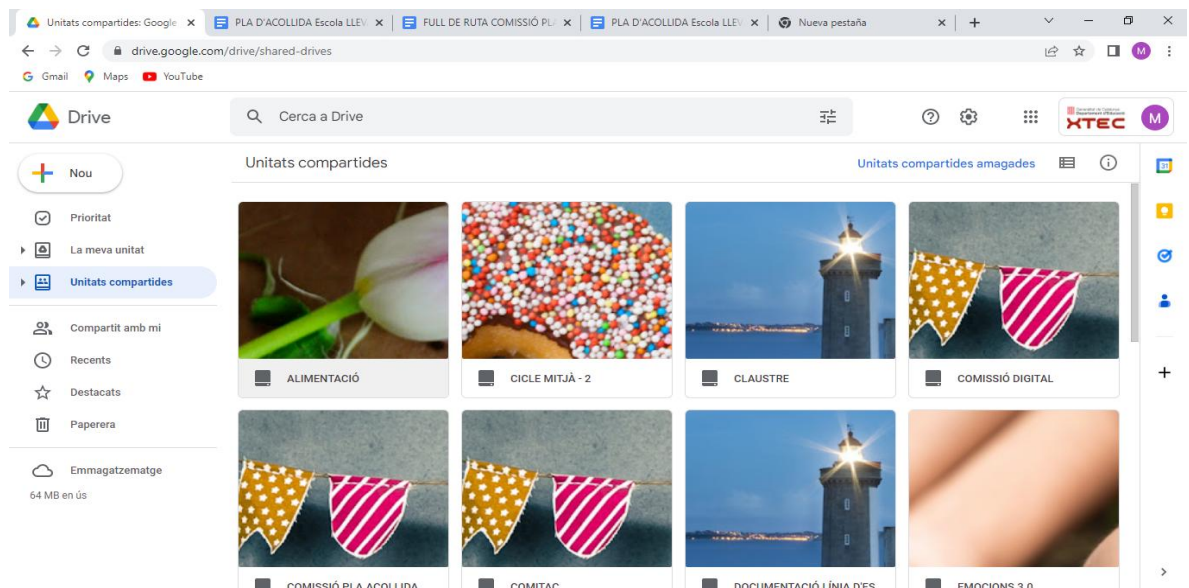 Unitats compartides: Google
PLA D'ACOLLIDA Escola LLEV
FULL DE RUTA COMISSIÓ PL
PLA D'ACOLLIDA Escola LLEV
Nueva pestaña
drive.google.com/drive/shared-drives
M
Gmail
Maps
YouTube
Drive
Cerca a Drive
XTEC
M
Nou
Unitats compartides
Unitats compartides amagades
31
Prioritat
La meva unitat
Unitats compartides
Compartit amb mi
Recents
Destacats
Paperera
Emmagatzematge
64 MB en ús
ALIMENTACIÓ
CICLE MITJÀ - 2
CLAUSTRE
COMISSIÓ DIGITAL
COMISSIÓ PLA ACOLLIDA
COMITAC
DOCUMENTACIÓ LÍNIA D'ES
EMOCIONS 3.0